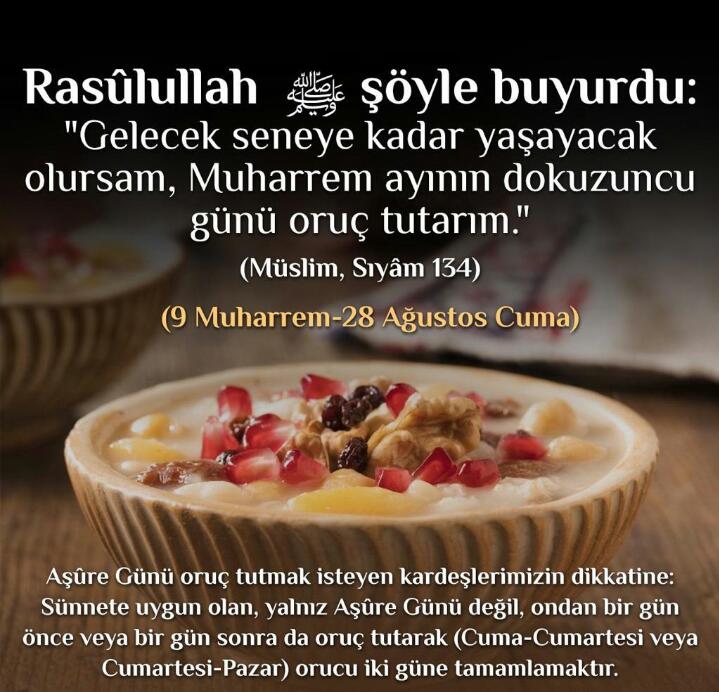 Rasûlullah ﷺ şöyle buyurdu:
"Gelecek seneye kadar yaşayacak
olursam, Muharrem ayının dokuzuncu
günü oruç tutarım."
(Müslim, Sıyâm 134)
(9 Muharrem-28 Ağustos Cuma)
Aşûre Günü oruç tutmak isteyen kardeşlerimizin dikkatine:
Sünnete uygun olan, yalnız Aşûre Günü değil, ondan bir gün
önce veya bir gün sonra da oruç tutarak (Cuma-Cumartesi veya
Cumartesi-Pazar) orucu iki güne tamamlamaktır.